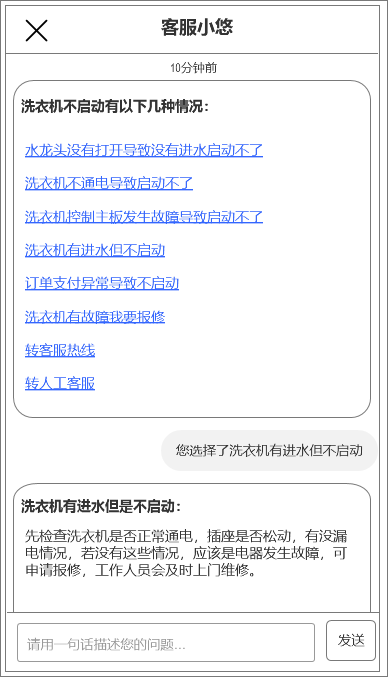 客服小悠
10分钟前
洗衣机不启动有以下几种情况：
水龙头没有打开导致没有进水启动不了
洗衣机不通电导致启动不了
洗衣机控制主板发生故障导致启动不了
洗衣机有进水但不启动
订单支付异常导致不启动
洗衣机有故障我要报修
转客服热线
转人工客服
您选择了洗衣机有进水但不启动
洗衣机有进水但是不启动：
先检查洗衣机是否正常通电，插座是否松动，有没漏
电情况，若没有这些情况，应该是电器发生故障，可
申请报修，工作人员会及时上门维修。
请用一句话描述您的问题...
发送